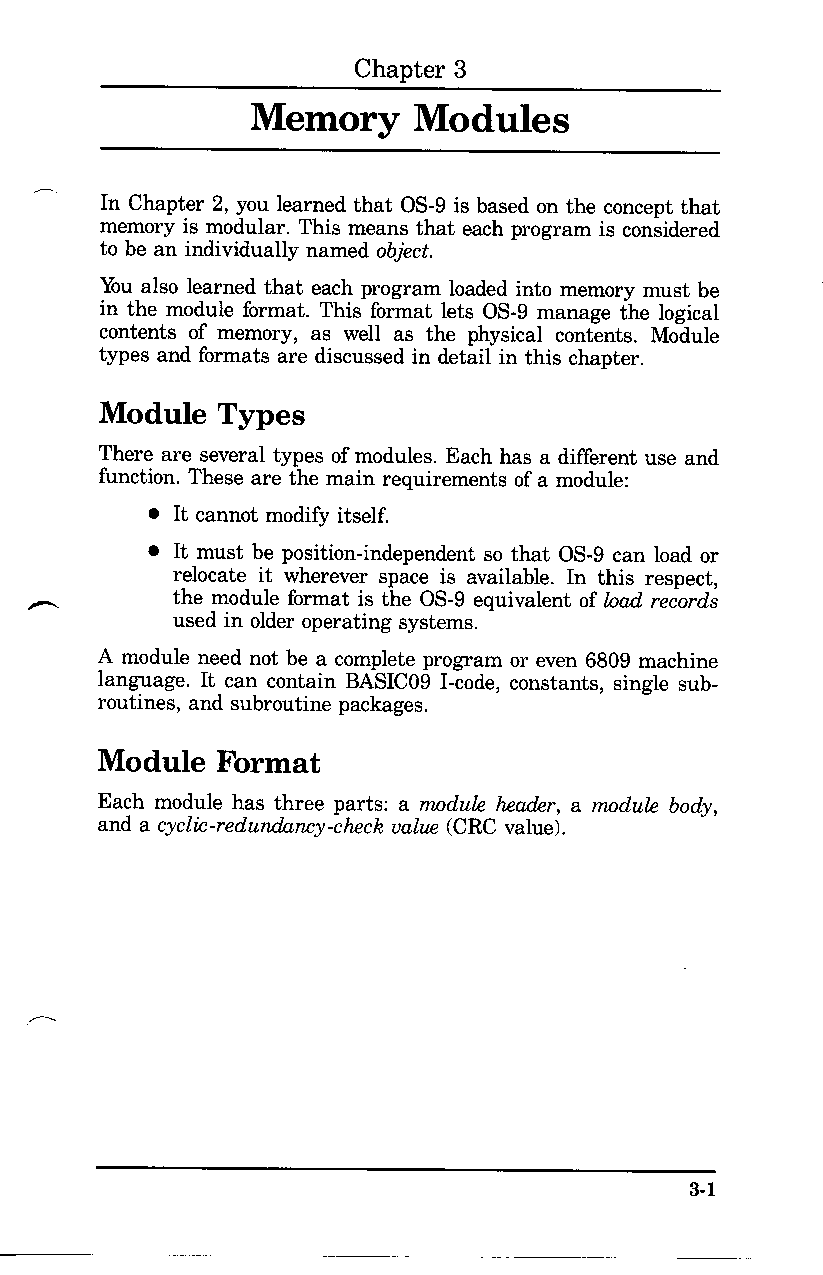 Chapter 3
Memory Modules
In Chapter 2, you learned that OS-9 is based on the concept that
memory is modular. This means that each program is considered
to be an individually named object.
You also learned that each program loaded into memory must be
in the module format. This format lets OS-9 manage the logical
contents of memory, as well as the physical contents. Module
types and formats are discussed in detail in this chapter.
Module Types
There are several types of modules. Each has a different use and
function. These are the main requirements of a module:
• It cannot modify itself.
• It must be position-independent so that OS-9 can load or
relocate it wherever space is available. In this respect,
the module format is the OS-9 equivalent of load records
used in older operating systems.
A module need not be a complete program or even 6809 machine
language. It can contain BASIC09 I-code, constants, single sub-
routines, and subroutine packages.
Module Format
Each module has three parts: a module header, a module body,
and a cyclic-redundancy-check value (CRC value).
3-1